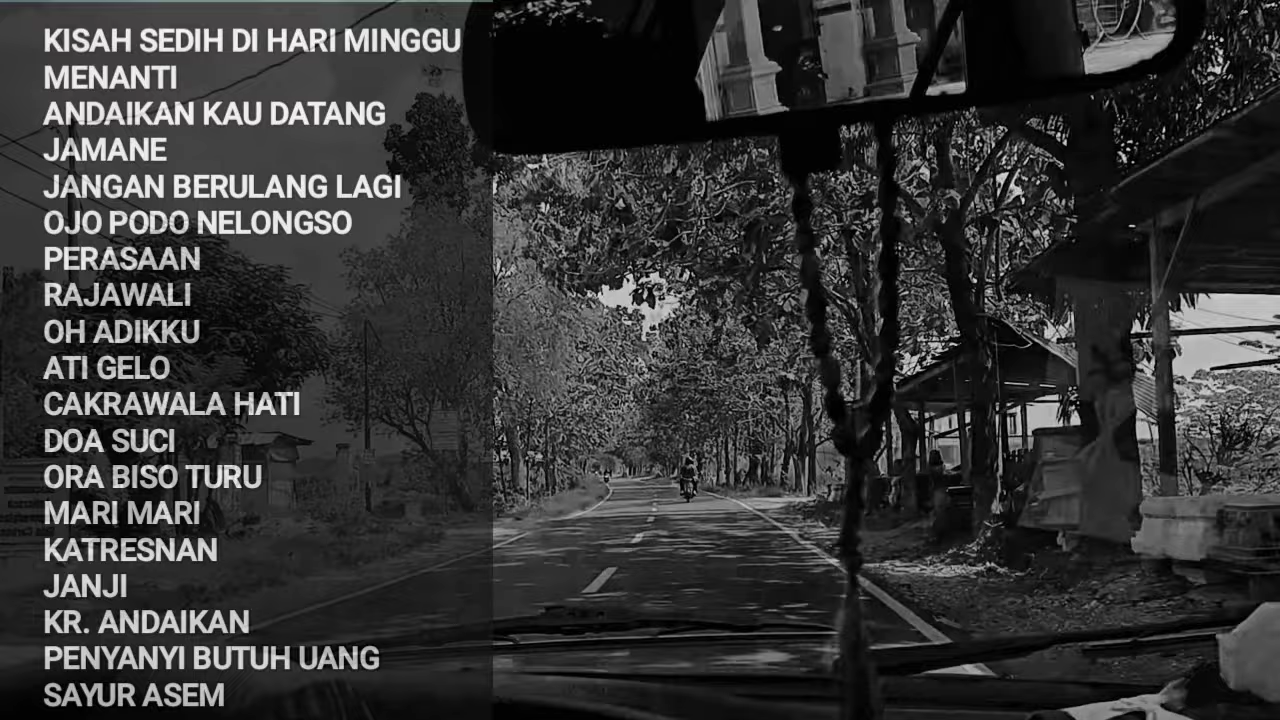 KISAH SEDIH DI HARI MINGGU
MENANTI
ANDAIKAN KAU DATANG
JAMANE
JANGAN BERULANG LAGI
OJO PODO NELONGSO
PERASAAN
RAJAWALI
OH ADIKKU
ATI GELO
CAKRAWALA HATI
DOA SUCI
ORA BISO TURU
MARI MARI
KATRESNAN
JANJI
KR. ANDAIKAN
PENYANYI BUTUH UANG
SAYUR ASEM